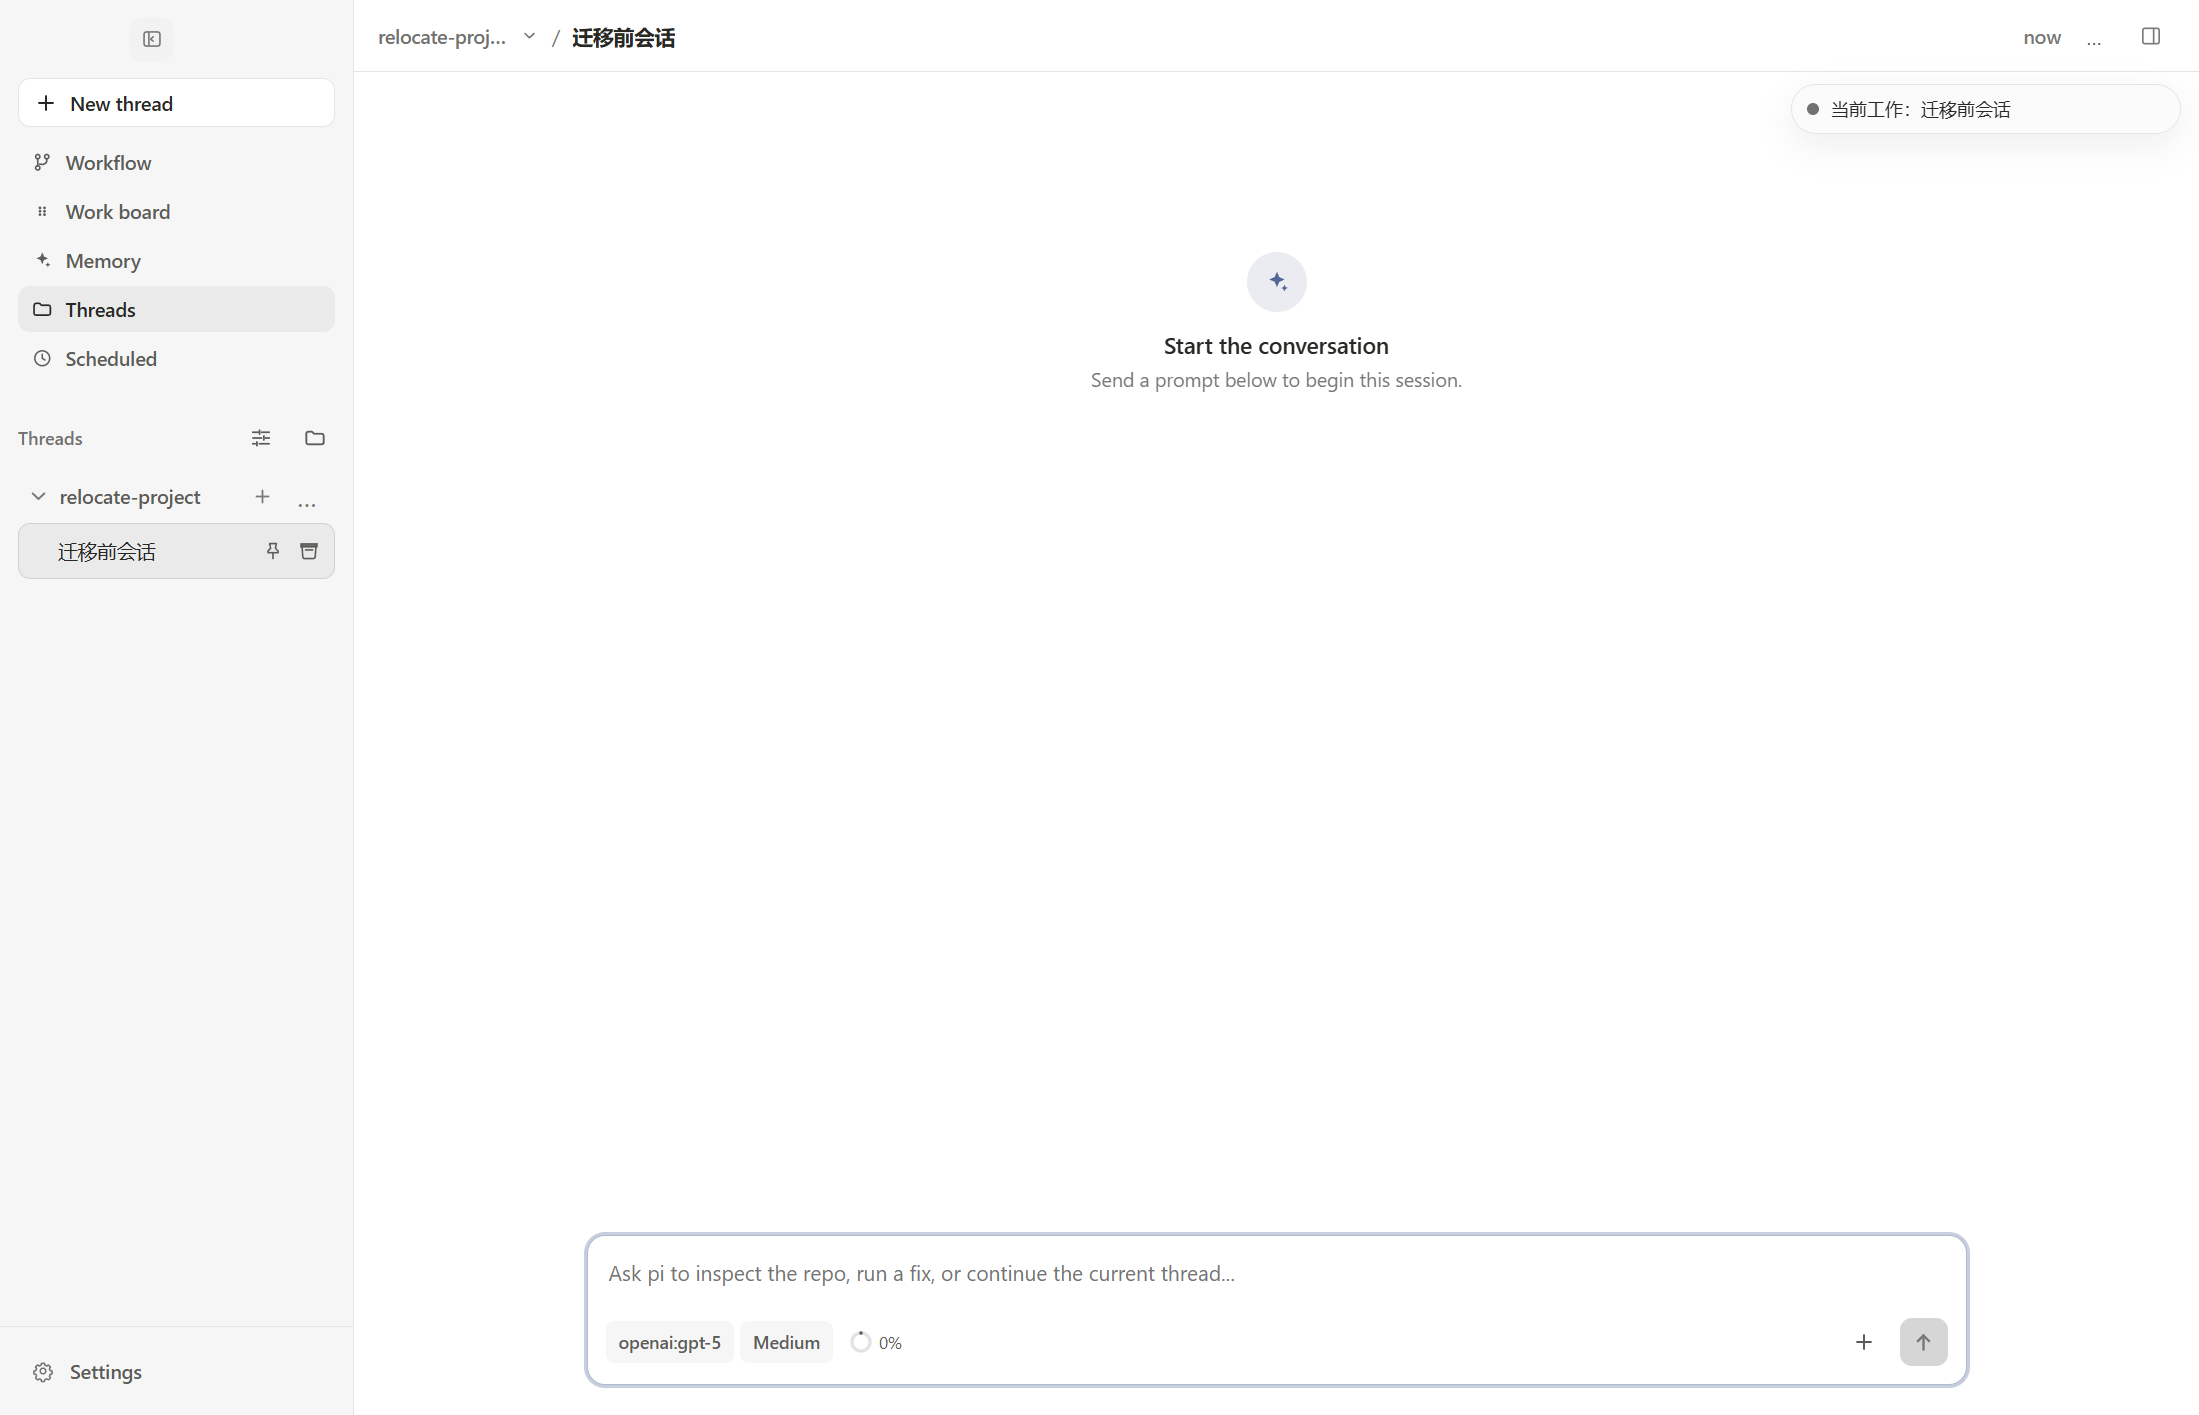 New thread
Workflow
Work board
Memory
Threads
Scheduled
Threads
relocate-project
...
迁移前会话
Settings
relocate-proj... / 迁移前会话
now ...
当前工作：迁移前会话
Start the conversation
Send a prompt below to begin this session.
Ask pi to inspect the repo, run a fix, or continue the current thread...
openai:gpt-5 Medium 0%